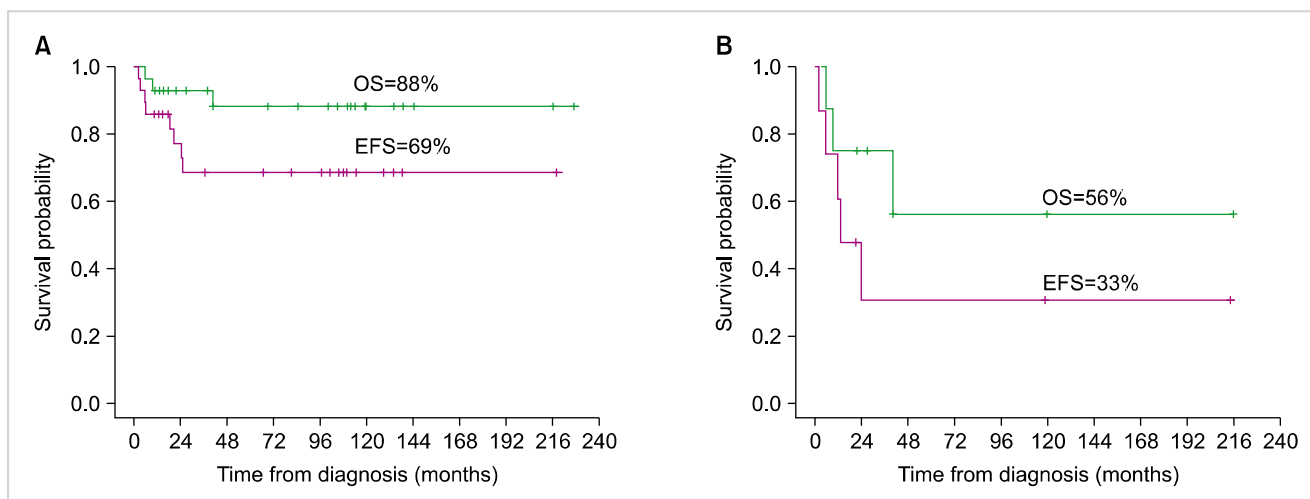 A
1.0
0.8
0.6
0.4
0.2
0.0
Survival probability
OS=88%
EFS=69%
0 24 48 72 96 120 144 168 192 216 240
Time from diagnosis (months)
B
1.0
0.8
0.6
0.4
0.2
0.0
Survival probability
OS=56%
EFS=33%
0 24 48 72 96 120 144 168 192 216 240
Time from diagnosis (months)